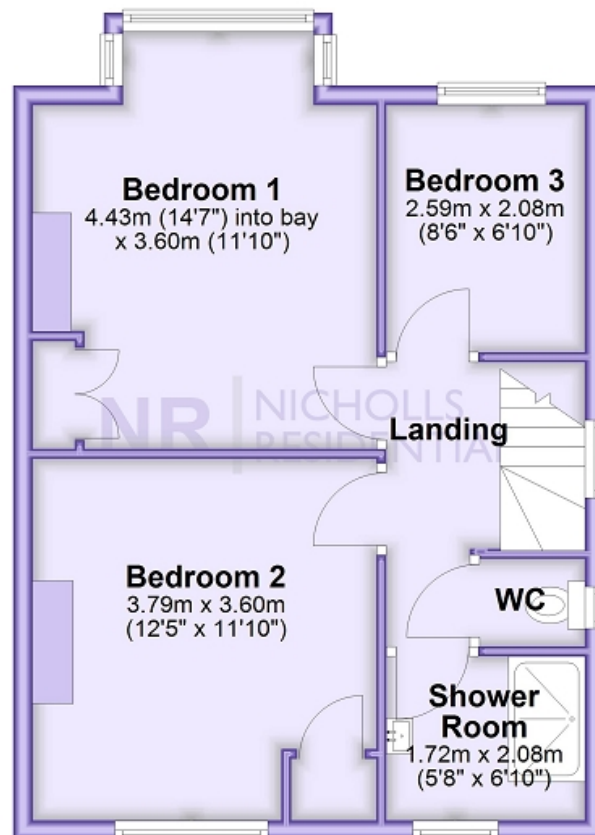 Bedroom 1
4.43m (14'7") into bay
x 3.60m (11'10")
Bedroom 3
2.59m x 2.08m
(8'6" x 6'10")
NR | NICHOLLS
RESIDENTIAL
Landing
Bedroom 2
3.79m x 3.60m
(12'5" x 11'10")
WC
Shower
Room
1.72m x 2.08m
(5'8" x 6'10")